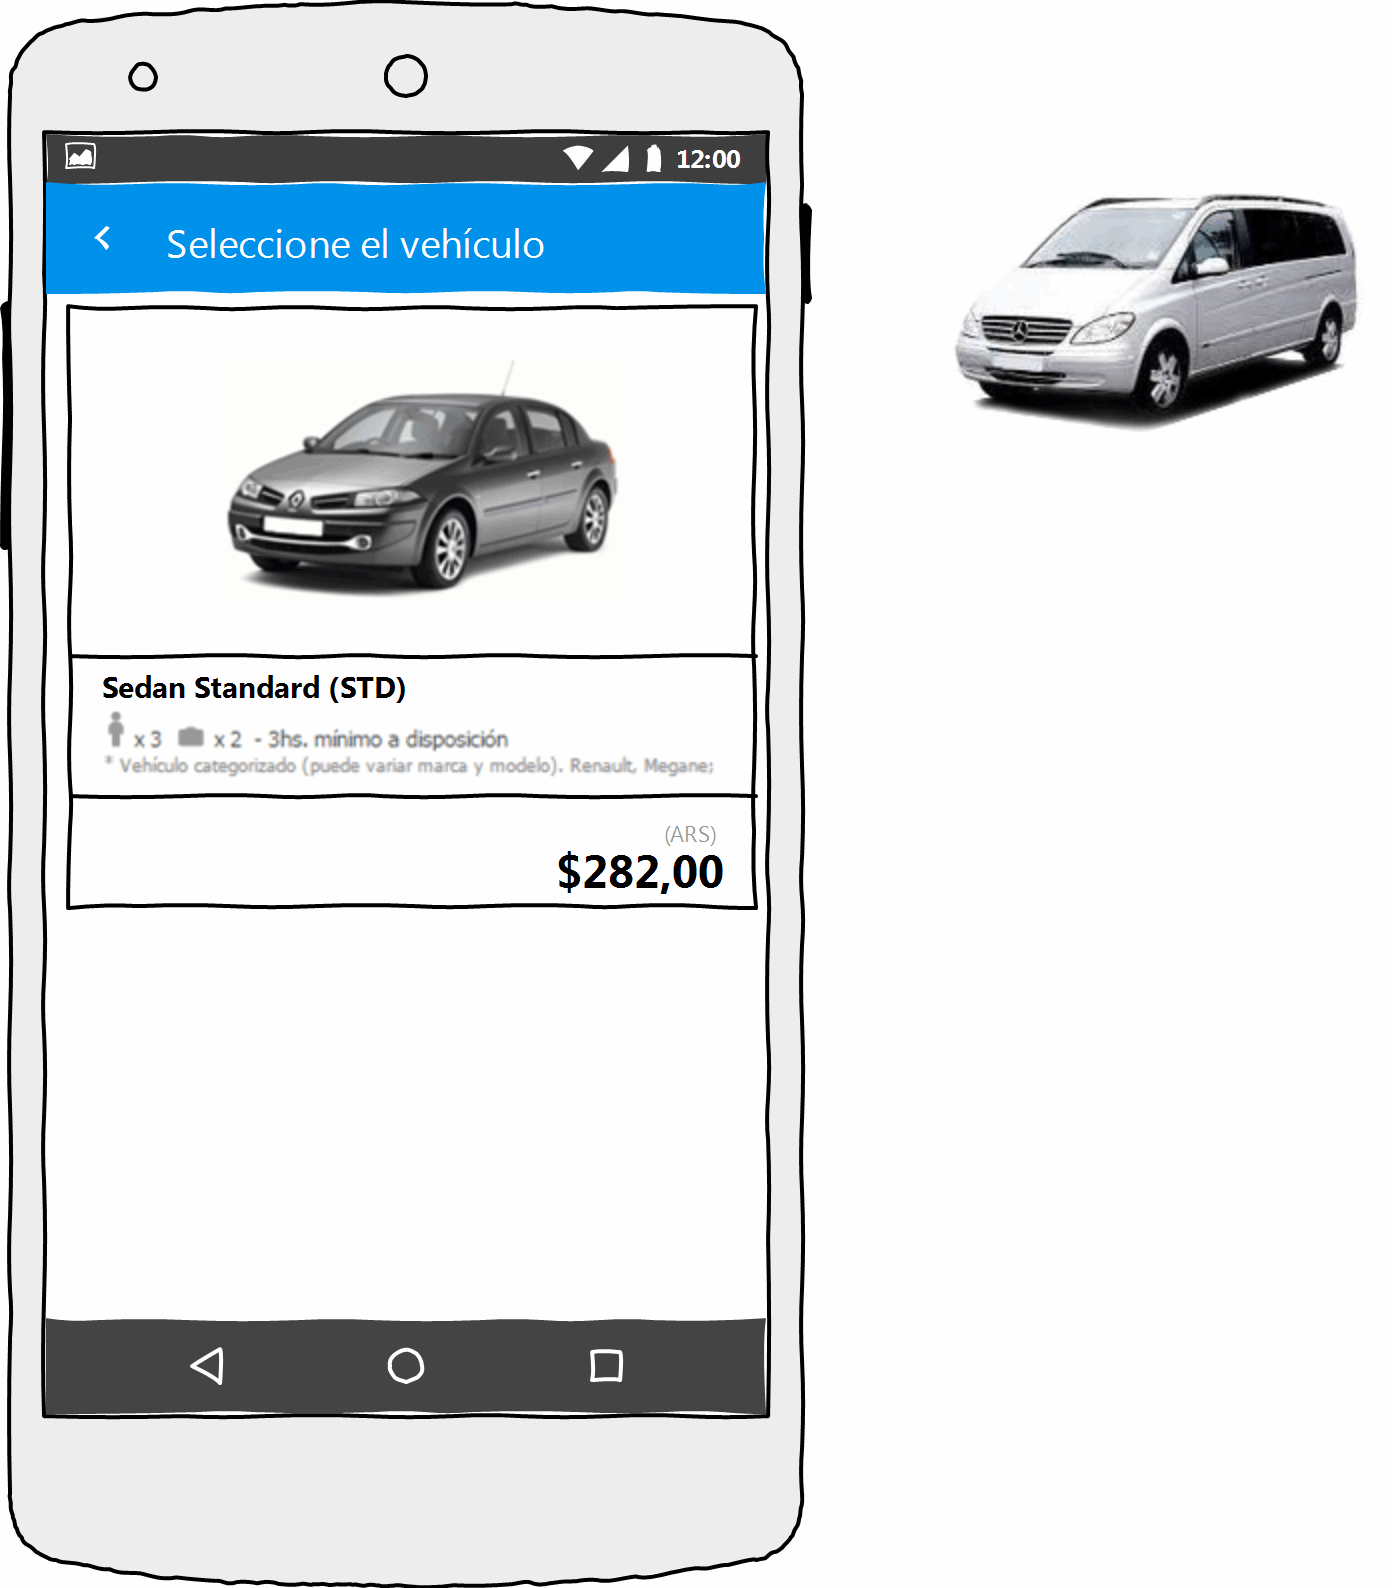 12:00
Seleccione el vehículo
Sedan Standard (STD)
x 3 x 2 - 3hs. mínimo a disposición
* Vehículo categorizado (puede variar marca y modelo). Renault, Megane;
(ARS)
$282,00